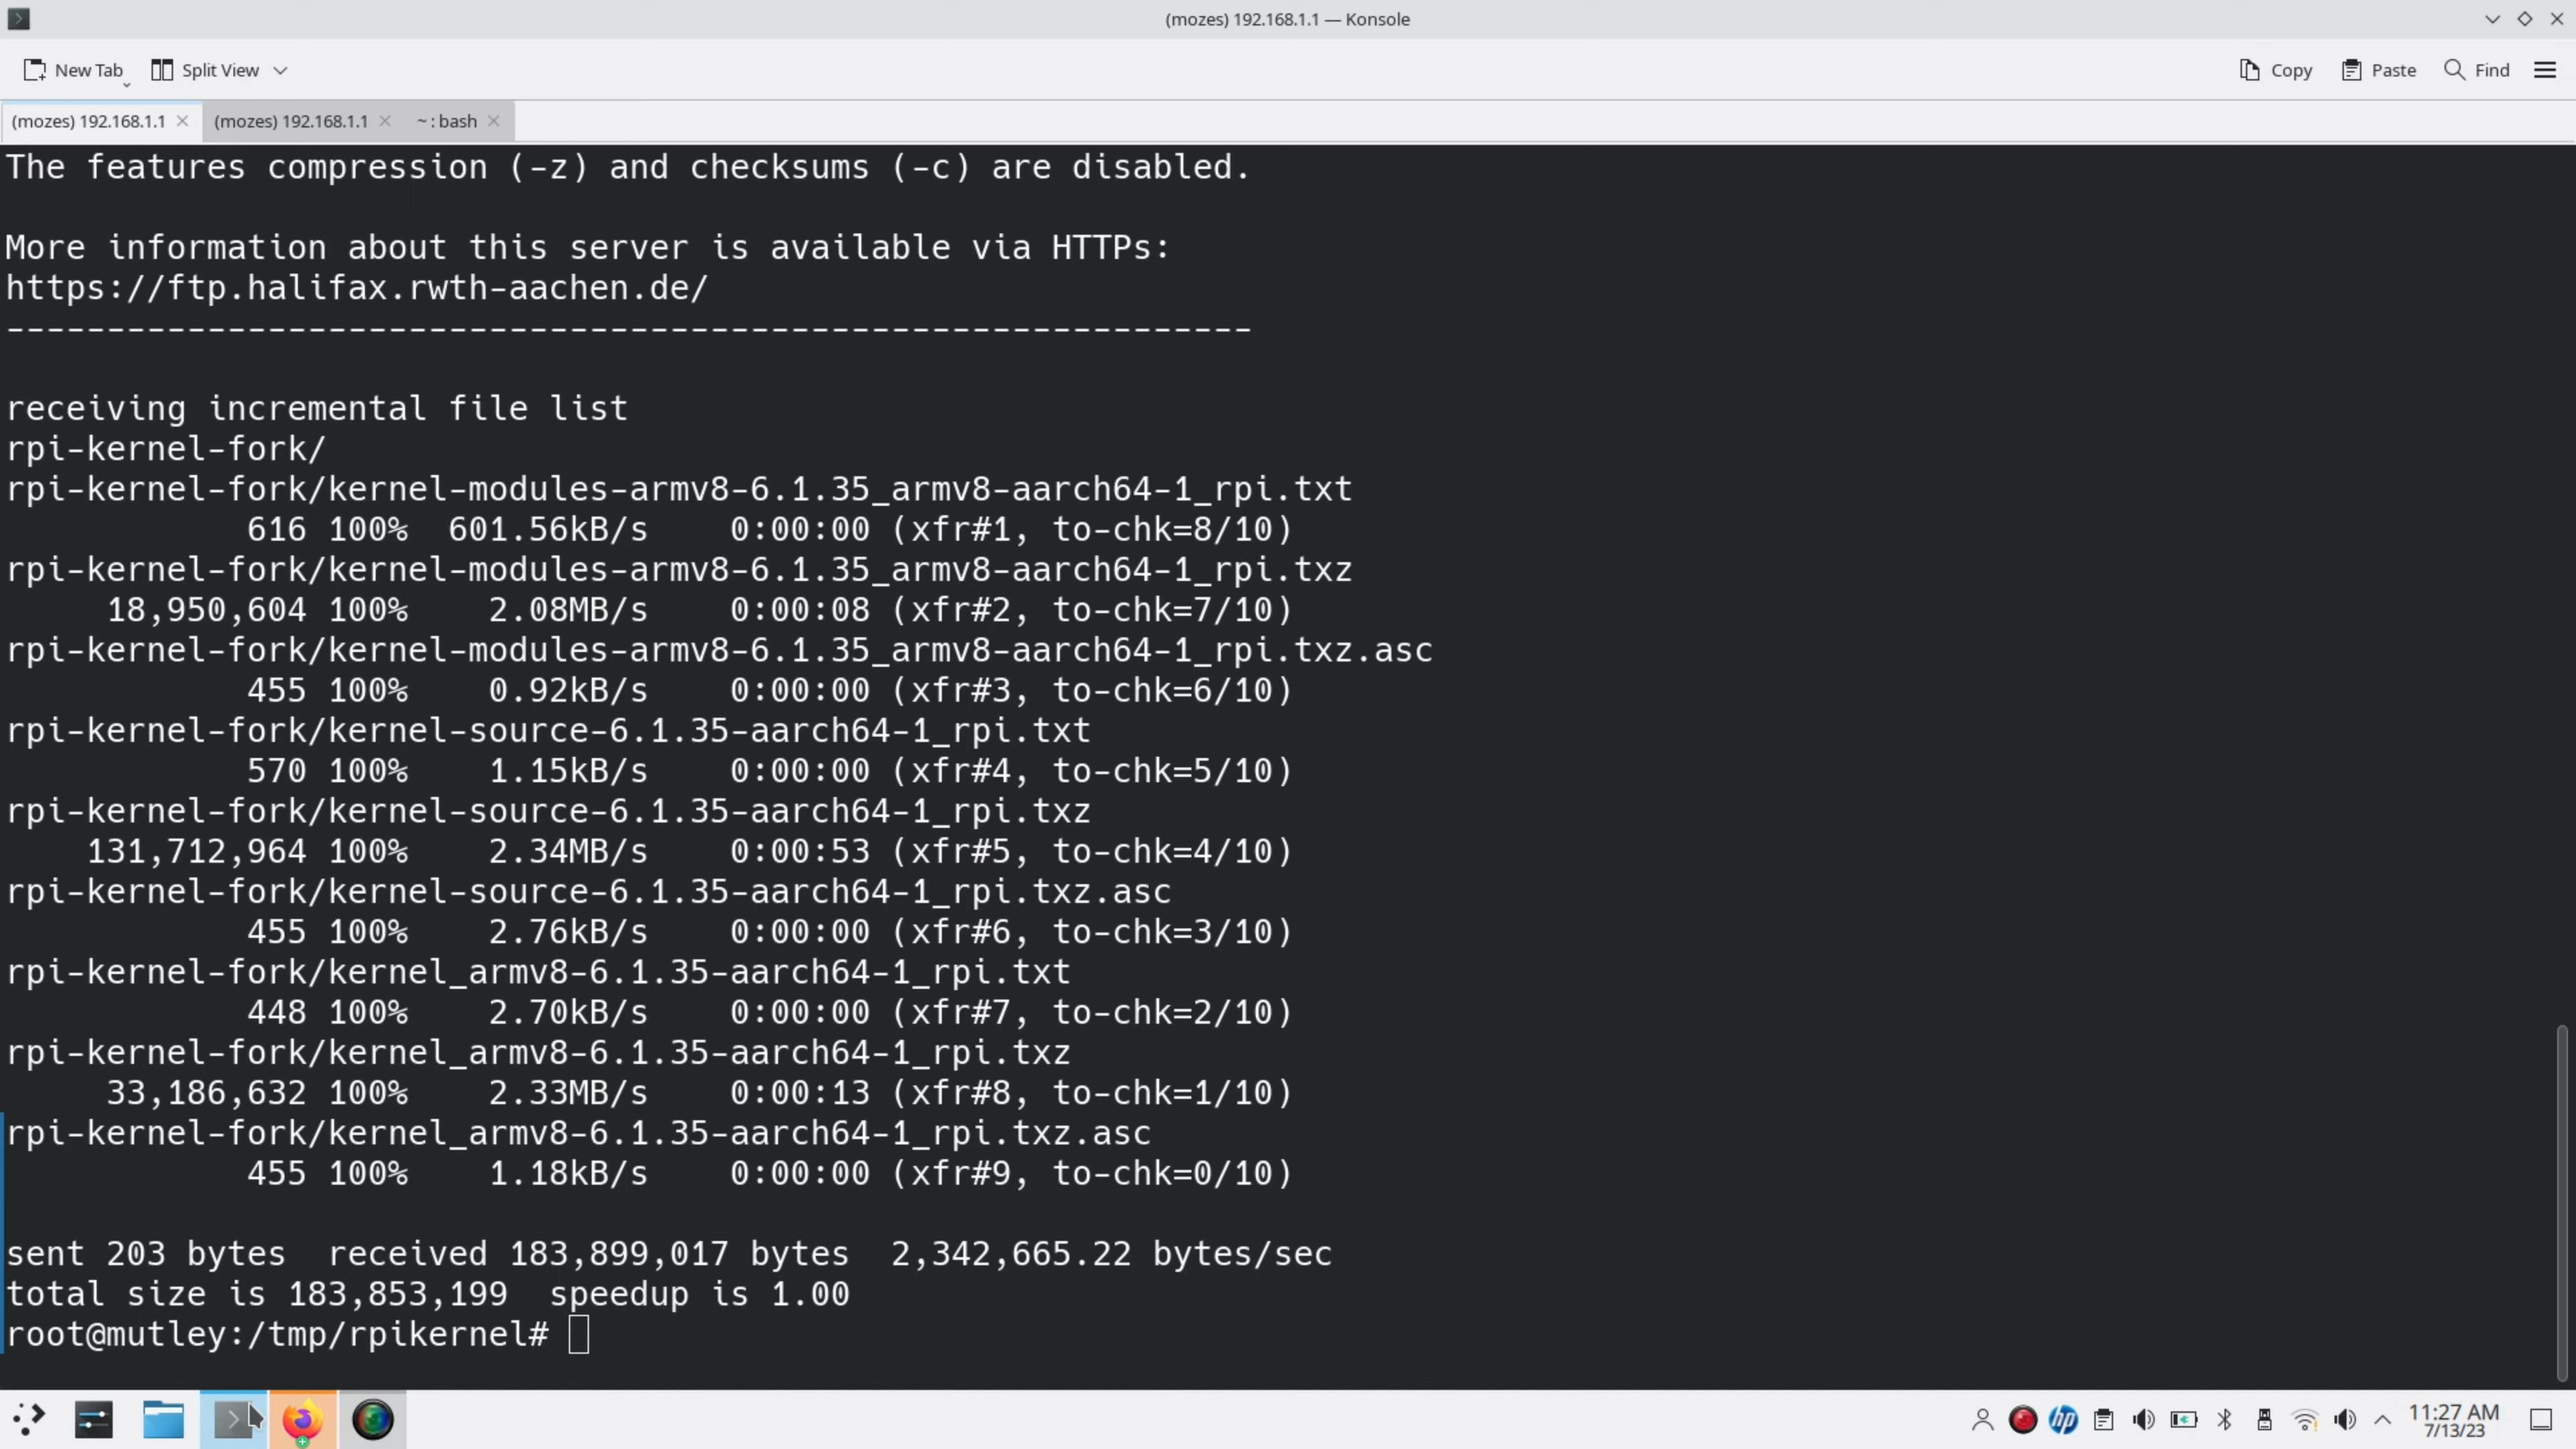 (mozes) 192.168.1.1 — Konsole
New Tab Split View Copy Paste Find
(mozes) 192.168.1.1 (mozes) 192.168.1.1 ~ : bash
The features compression (-z) and checksums (-c) are disabled.
More information about this server is available via HTTPs:
https://ftp.halifax.rwth-aachen.de/
--------------------------------------------------------------
receiving incremental file list
rpi-kernel-fork/
rpi-kernel-fork/kernel-modules-armv8-6.1.35_armv8-aarch64-1_rpi.txt
616 100% 601.56kB/s 0:00:00 (xfr#1, to-chk=8/10)
rpi-kernel-fork/kernel-modules-armv8-6.1.35_armv8-aarch64-1_rpi.txz
18,950,604 100% 2.08MB/s 0:00:08 (xfr#2, to-chk=7/10)
rpi-kernel-fork/kernel-modules-armv8-6.1.35_armv8-aarch64-1_rpi.txz.asc
455 100% 0.92kB/s 0:00:00 (xfr#3, to-chk=6/10)
rpi-kernel-fork/kernel-source-6.1.35-aarch64-1_rpi.txt
570 100% 1.15kB/s 0:00:00 (xfr#4, to-chk=5/10)
rpi-kernel-fork/kernel-source-6.1.35-aarch64-1_rpi.txz
131,712,964 100% 2.34MB/s 0:00:53 (xfr#5, to-chk=4/10)
rpi-kernel-fork/kernel-source-6.1.35-aarch64-1_rpi.txz.asc
455 100% 2.76kB/s 0:00:00 (xfr#6, to-chk=3/10)
rpi-kernel-fork/kernel_armv8-6.1.35-aarch64-1_rpi.txt
448 100% 2.70kB/s 0:00:00 (xfr#7, to-chk=2/10)
rpi-kernel-fork/kernel_armv8-6.1.35-aarch64-1_rpi.txz
33,186,632 100% 2.33MB/s 0:00:13 (xfr#8, to-chk=1/10)
rpi-kernel-fork/kernel_armv8-6.1.35-aarch64-1_rpi.txz.asc
455 100% 1.18kB/s 0:00:00 (xfr#9, to-chk=0/10)
sent 203 bytes received 183,899,017 bytes 2,342,665.22 bytes/sec
total size is 183,853,199 speedup is 1.00
root@mutley:/tmp/rpikernel#
hp
11:27 AM
7/13/23